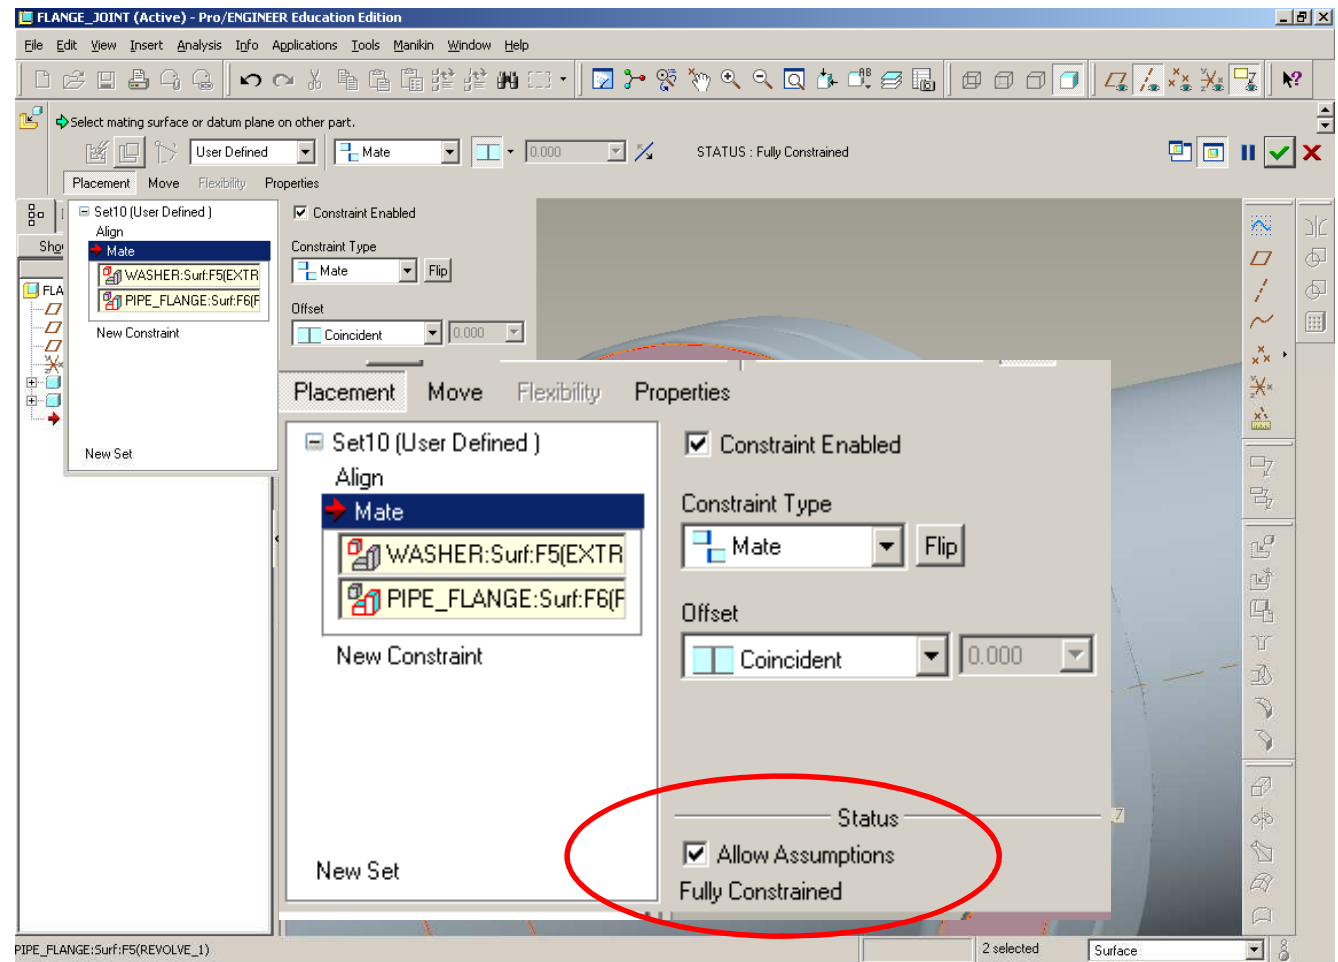 FLANGE_JOINT (Active) - Pro/ENGINEER Education Edition
File Edit View Insert Analysis Info Applications Tools Manikin Window Help
Select mating surface or datum plane on other part.
User Defined Mate 0.000 STATUS : Fully Constrained
Placement Move Flexibility Properties
Set10 (User Defined ) Constraint Enabled
Align
Mate Constraint Type
WASHER:Surf:F5(EXTR Mate Flip
PIPE_FLANGE:Surf:F6(F Offset
New Constraint Coincident 0.000
New Set
Sho
FLA
Placement Move Flexibility Properties
Set10 (User Defined ) Constraint Enabled
Align
Mate Constraint Type
WASHER:Surf:F5(EXTR Mate Flip
PIPE_FLANGE:Surf:F6(F Offset
New Constraint Coincident 0.000
Status
Allow Assumptions
New Set Fully Constrained
PIPE_FLANGE:Surf:F5(REVOLVE_1) 2 selected Surface